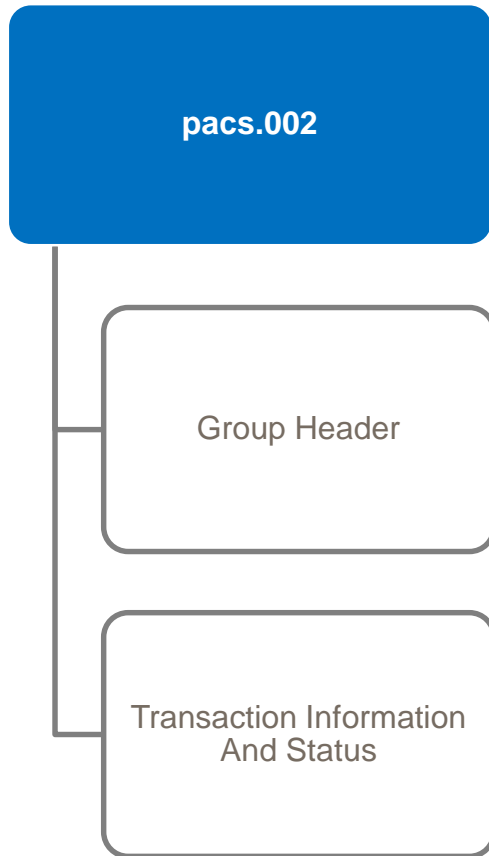 pacs.002
Group Header
Transaction Information
And Status